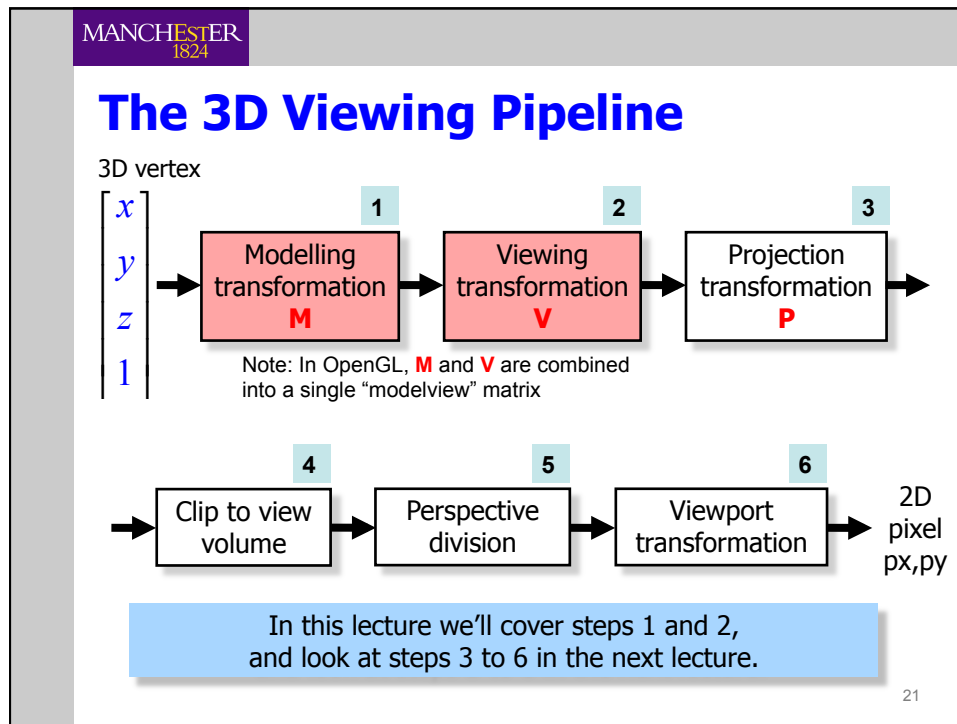 MANCHESTER
1824
The 3D Viewing Pipeline
3D vertex
x
y
z
1
1
Modelling
transformation
M
2
Viewing
transformation
V
3
Projection
transformation
P
Note: In OpenGL, M and V are combined
into a single “modelview” matrix
4
Clip to view
volume
5
Perspective
division
6
Viewport
transformation
2D
pixel
px,py
In this lecture we’ll cover steps 1 and 2,
and look at steps 3 to 6 in the next lecture.
21